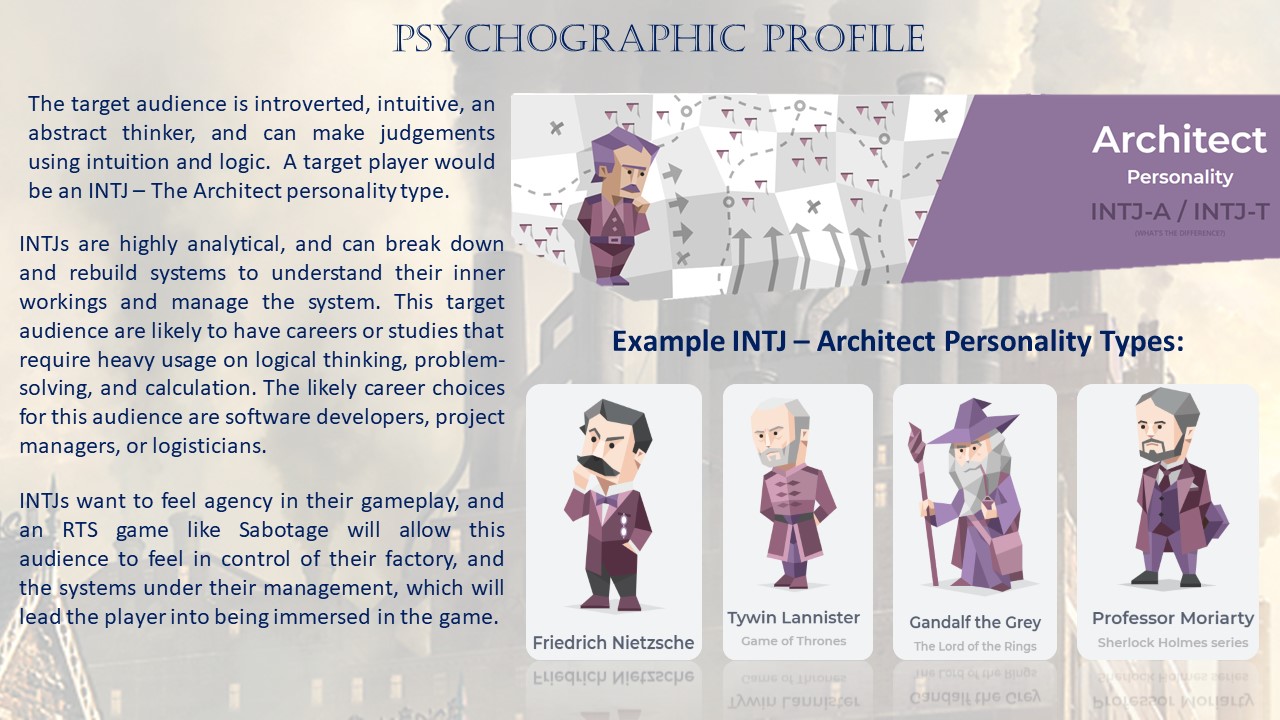 PSYCHOGRAPHIC PROFILE
The target audience is introverted, intuitive, an
abstract thinker, and can make judgements
using intuition and logic. A target player would
be an INTJ – The Architect personality type.
INTJs are highly analytical, and can break down
and rebuild systems to understand their inner
workings and manage the system. This target
audience are likely to have careers or studies that
require heavy usage on logical thinking, problem-
solving, and calculation. The likely career choices
for this audience are software developers, project
managers, or logisticians.
INTJs want to feel agency in their gameplay, and
an RTS game like Sabotage will allow this
audience to feel in control of their factory, and
the systems under their management, which will
lead the player into being immersed in the game.
Architect
Personality
INTJ-A / INTJ-T
(WHAT'S THE DIFFERENCE?)
Example INTJ – Architect Personality Types:
Friedrich Nietzsche
Tywin Lannister
Game of Thrones
Gandalf the Grey
The Lord of the Rings
Professor Moriarty
Sherlock Holmes series